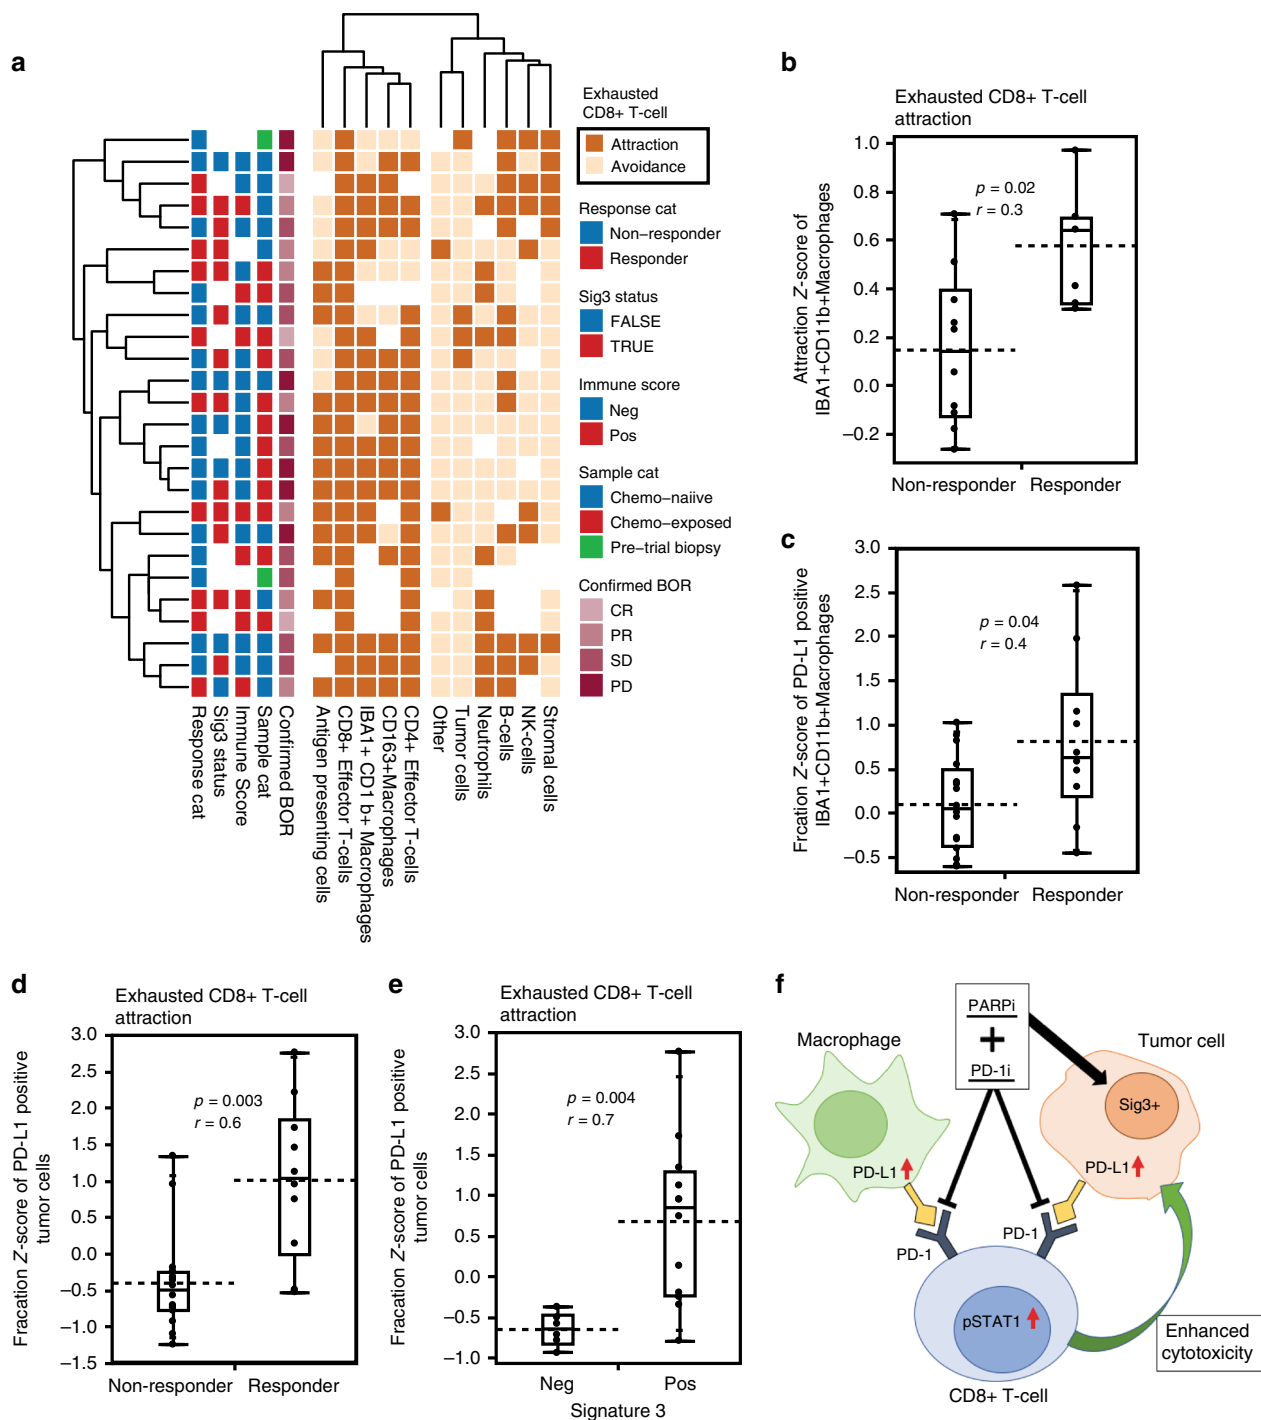 a
Exhausted
CD8+ T-cell
Attraction
Avoidance
Response cat
Non−responder
Responder
Sig3 status
FALSE
TRUE
Immune score
Neg
Pos
Sample cat
Chemo−naiive
Chemo−exposed
Pre−trial biopsy
Confirmed BOR
CR
PR
SD
PD
Response cat
Sig3 status
Immune Score
Sample cat
Confirmed BOR
Antigen presenting cells
CD8+ Effector T-cells
IBA1+ CD1 b+ Macrophages
CD163+Macrophages
CD4+ Effector T-cells
Other
Tumor cells
Neutrophils
B-cells
NK-cells
Stromal cells
b
Exhausted CD8+ T-cell
attraction
Attraction Z-score of
IBA1+CD11b+Macrophages
1.0
0.8
0.6
0.4
0.2
0.0
−0.2
p = 0.02
r = 0.3
Non-responder Responder
c
Frcation Z-score of PD-L1 positive
IBA1+CD11b+Macrophages
3.0
2.5
2.0
1.5
1.0
0.5
0.0
−0.5
p = 0.04
r = 0.4
Non-responder Responder
d
Exhausted CD8+ T-cell
attraction
Fracation Z-score of PD-L1 positive
tumor cells
3.0
2.5
2.0
1.5
1.0
0.5
0.0
−0.5
−1.0
−1.5
p = 0.003
r = 0.6
Non-responder Responder
e
Exhausted CD8+ T-cell
attraction
Fracation Z-score of PD-L1 positive
tumor cells
3.0
2.5
2.0
1.5
1.0
0.5
0.0
−0.5
−1.0
p = 0.004
r = 0.7
Neg Pos
Signature 3
f
PARPi
+
PD-1i
Macrophage
Tumor cell
Sig3+
PD-L1
PD-L1
PD-1
PD-1
pSTAT1
Enhanced
cytotoxicity
CD8+ T-cell